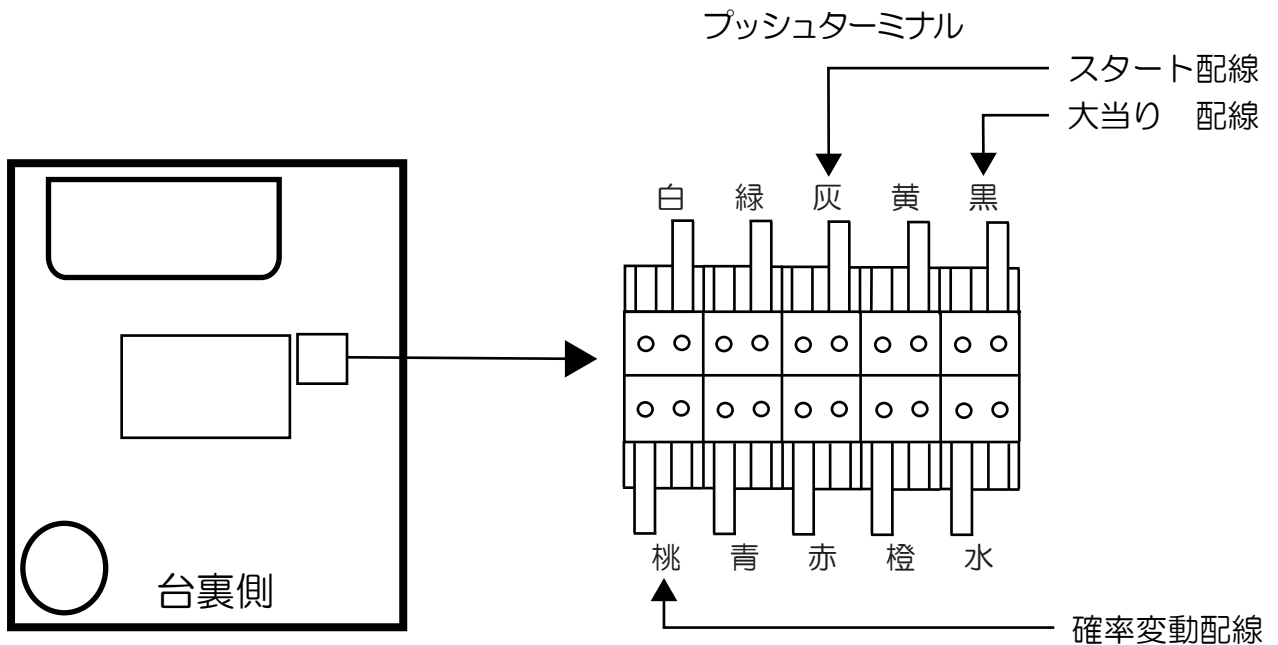 プッシュターミナル
スタート配線
大当り　配線
白 緑 灰 黄 黒
桃 青 赤 橙 水
台裏側
確率変動配線